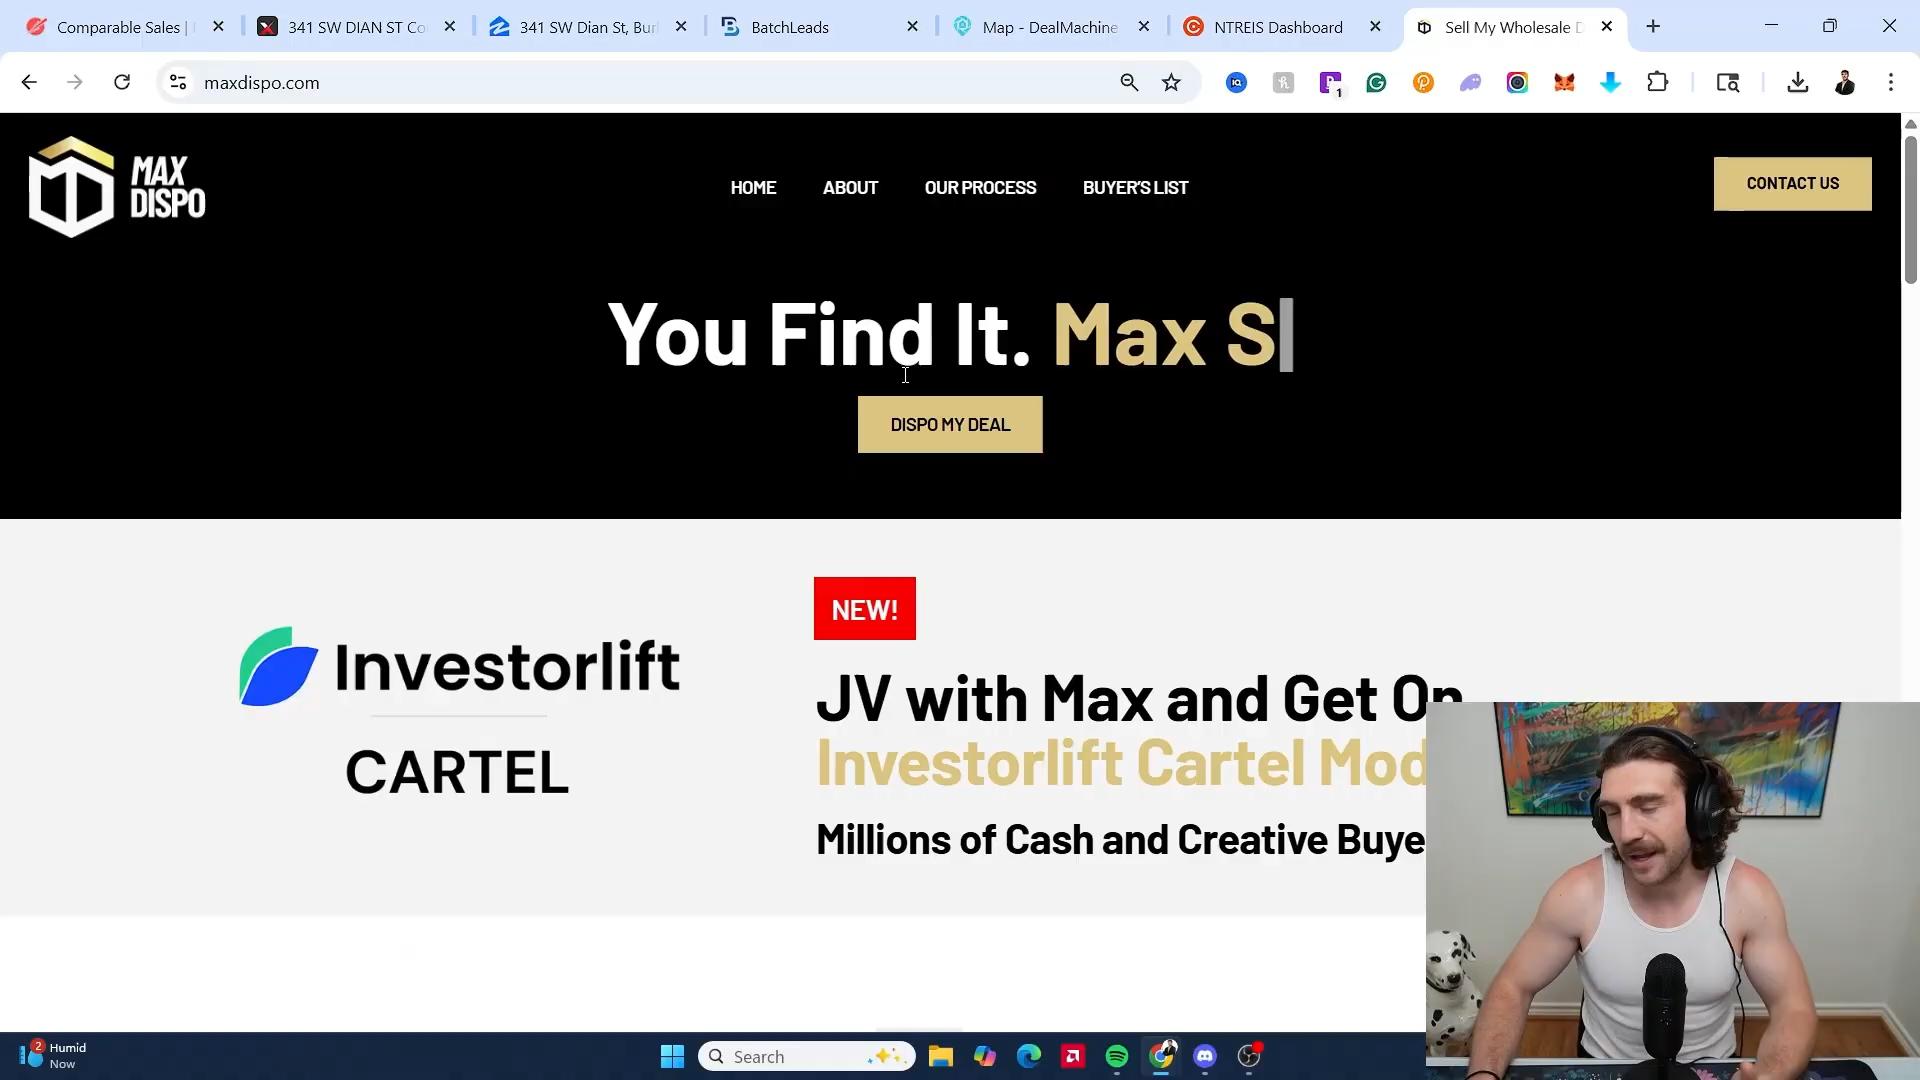 Comparable Sales |
341 SW DIAN ST Co
341 SW Dian St, Bur
BatchLeads
Map - DealMachine
NTREIS Dashboard
Sell My Wholesale D
maxdispo.com
1
MAX
DISPO
HOME
ABOUT
OUR PROCESS
BUYER'S LIST
CONTACT US
You Find It. Max S
DISPO MY DEAL
NEW!
Investorlift
CARTEL
JV with Max and Get On
Investorlift Cartel Mod
Millions of Cash and Creative Buye
2
Humid
Now
Search